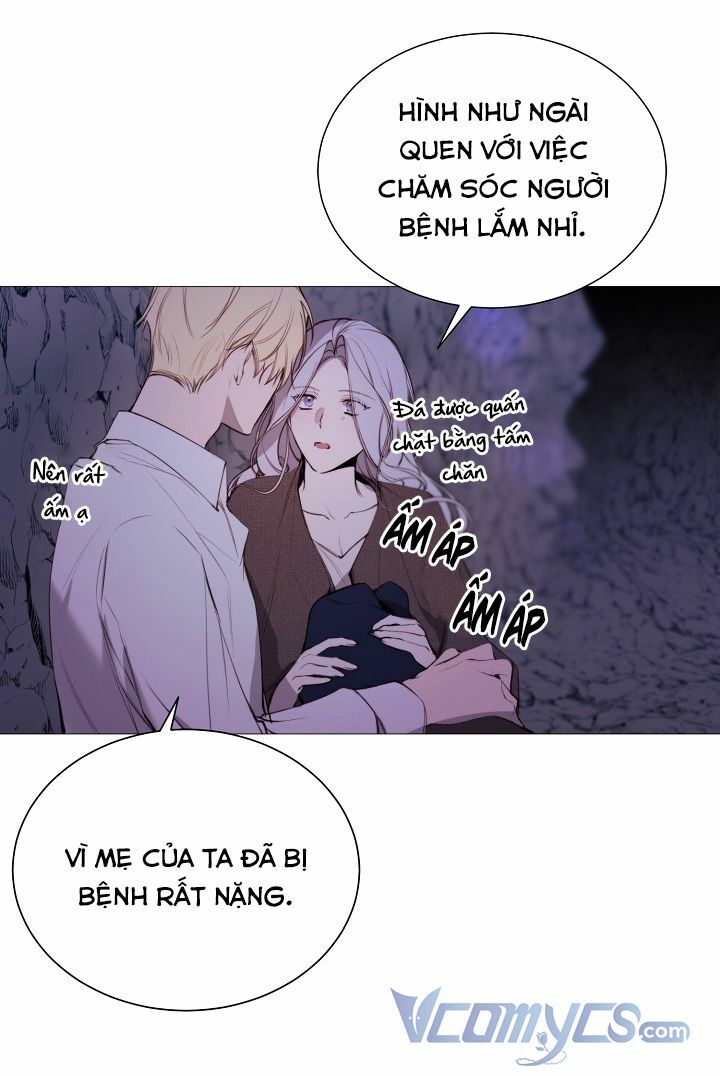 HÌNH NHƯ NGÀI
QUEN VỚI VIỆC
CHĂM SÓC NGƯỜI
BỆNH LẮM NHỈ.
Đá được quấn
chặt bằng tấm
chăn
Nên rất
ấm ạ
ẤM ÁP
ẤM ÁP
VÌ MẸ CỦA TA ĐÃ BỊ
BỆNH RẤT NẶNG.
VCOMYCS.com